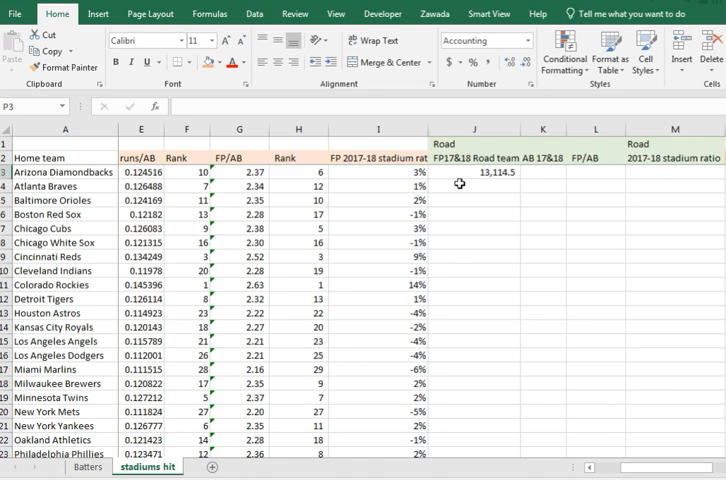 File Home Insert Page Layout Formulas Data Review View Developer Zawada Smart View Help Tell me what you want to do
Cut
Copy
Paste
Format Painter
Clipboard
Calibri 11 A A
B I U A
Font
ab Wrap Text
Merge & Center
Alignment
Accounting
$ % , .0 .00 .00 .0
Number
Conditional Formatting Format as Table Cell Styles
Styles
Insert Delete
Cells
P3 fx
A E F G H I J K L M
1 Road Road
2 Home team runs/AB Rank FP/AB Rank FP 2017-18 stadium rat FP17&18 Road team AB 17&18 FP/AB 2017-18 stadium ratio
3 Arizona Diamondbacks 0.124516 10 2.37 6 3% 13,114.5
4 Atlanta Braves 0.126488 7 2.34 12 1%
5 Baltimore Orioles 0.124169 11 2.35 10 2%
6 Boston Red Sox 0.12182 13 2.28 17 -1%
7 Chicago Cubs 0.126083 9 2.38 5 3%
8 Chicago White Sox 0.121315 16 2.30 16 -1%
9 Cincinnati Reds 0.134249 3 2.52 3 9%
10 Cleveland Indians 0.11978 20 2.28 19 -1%
11 Colorado Rockies 0.145396 1 2.63 1 14%
12 Detroit Tigers 0.126114 8 2.32 13 1%
13 Houston Astros 0.114923 23 2.22 22 -4%
14 Kansas City Royals 0.120143 18 2.27 20 -2%
15 Los Angeles Angels 0.115789 21 2.21 23 -4%
16 Los Angeles Dodgers 0.112001 26 2.21 25 -4%
17 Miami Marlins 0.111515 28 2.16 29 -6%
18 Milwaukee Brewers 0.120822 17 2.35 9 2%
19 Minnesota Twins 0.127212 5 2.37 7 2%
20 New York Mets 0.111824 27 2.20 27 -5%
21 New York Yankees 0.126777 6 2.35 11 2%
22 Oakland Athletics 0.121423 14 2.28 18 -1%
23 Philadelphia Phillies 0.123471 12 2.36 8 2%
Batters stadiums hit